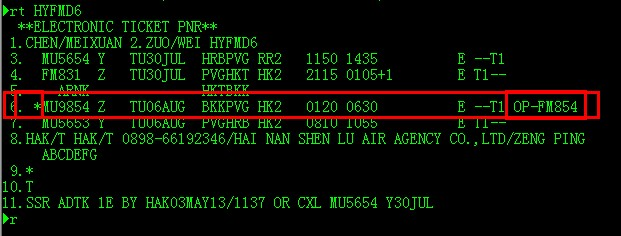 ▶rt HYFMD6
**ELECTRONIC TICKET PNR**
1.CHEN/MEIXUAN 2.ZUO/WEI HYFMD6
3. MU5654 Y TU30JUL HRBPVG RR2 1150 1435 E --T1
4. FM831 Z TU30JUL PVGHKT HK2 2115 0105+1 E T1--
5. ARNK HKTBKK
6. *MU9854 Z TU06AUG BKKPVG HK2 0120 0630 E --T1 OP-FM854
7. MU5653 Y TU06AUG PVGHRB HK2 0810 1055 E T1--
8.HAK/T HAK/T 0898-66192346/HAI NAN SHEN LU AIR AGENCY CO.,LTD/ZENG PING
ABCDEFG
9.*
10.T
11.SSR ADTK 1E BY HAK03MAY13/1137 OR CXL MU5654 Y30JUL
▶r